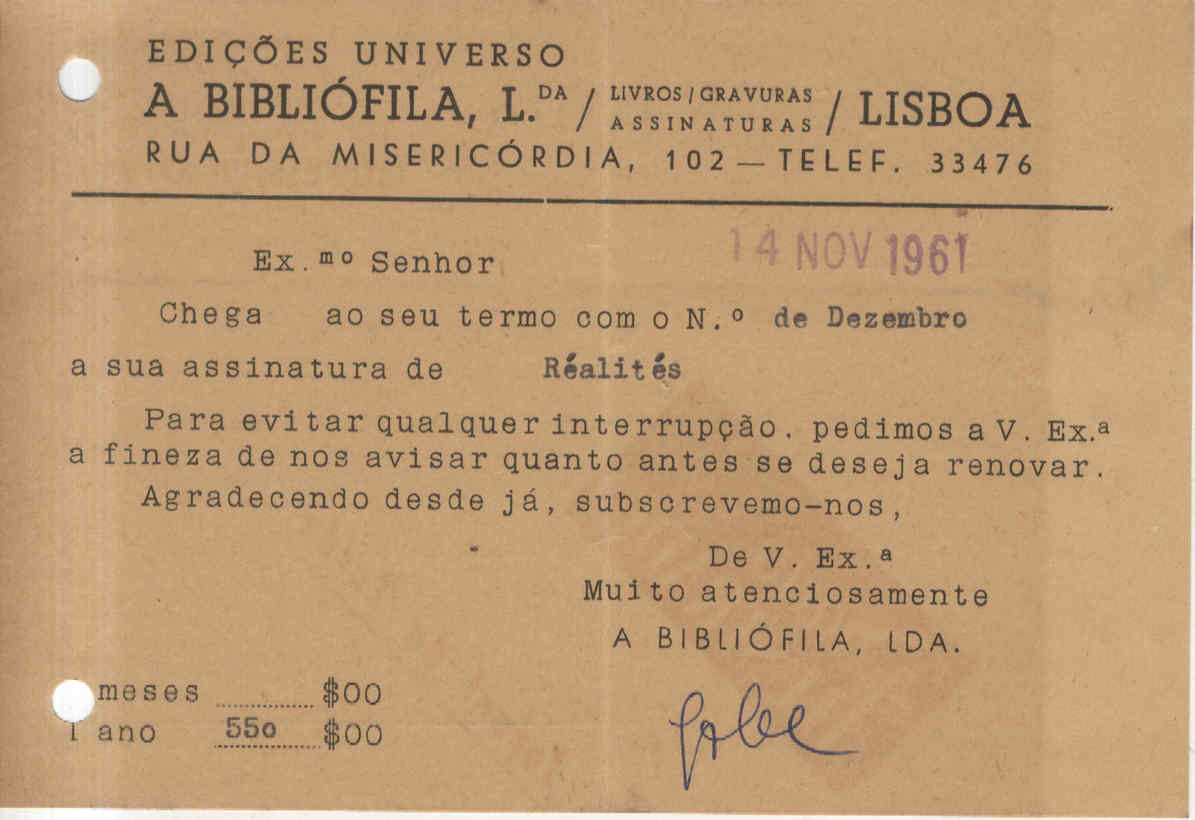 EDIÇÕES UNIVERSO
A BIBLIÓFILA, L.DA / LIVROS/GRAVURAS ASSINATURAS / LISBOA
RUA DA MISERICÓRDIA, 102 — TELEF. 33476
14 NOV 1961
Ex.mo Senhor
Chega ao seu termo com o N.º de Dezembro
a sua assinatura de Réalités
Para evitar qualquer interrupção. pedimos a V. Ex.ª
a fineza de nos avisar quanto antes se deseja renovar.
Agradecendo desde já, subscrevemo-nos,
De V. Ex.ª
Muito atenciosamente
A BIBLIÓFILA, LDA.
meses ........ $00
1 ano 550 $00